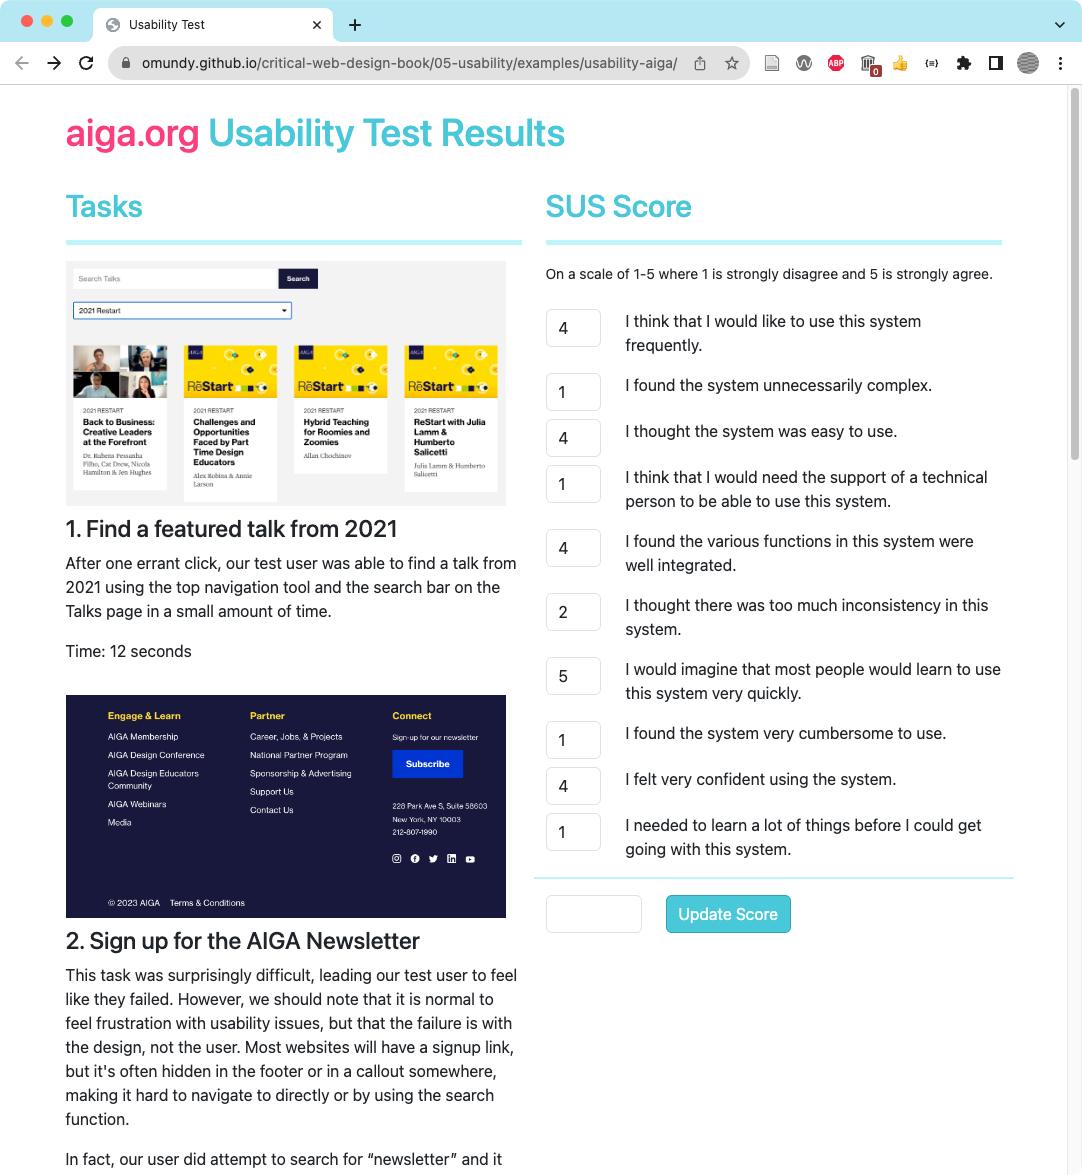 Usability Test
omundy.github.io/critical-web-design-book/05-usability/examples/usability-aiga/
ABP
0
aiga.org Usability Test Results
Tasks
Search Talks
Search
2021 Restart
AIGA
RēStart
2021 RESTART
Back to Business:
Creative Leaders
at the Forefront
Dr. Rubens Pessanha
Filho, Cat Drew, Nicola
Hamilton & Jen Hughes
2021 RESTART
Challenges and
Opportunities
Faced by Part
Time Design
Educators
Alex Robins & Annie
Larson
AIGA
RēStart
2021 RESTART
Hybrid Teaching
for Roomies and
Zoomies
Allan Chochinov
AIGA
RēStart
2021 RESTART
ReStart with Julia
Lamm &
Humberto
Salicetti
Julia Lamm & Humberto
Salicetti
1. Find a featured talk from 2021
After one errant click, our test user was able to find a talk from
2021 using the top navigation tool and the search bar on the
Talks page in a small amount of time.
Time: 12 seconds
Engage & Learn
AIGA Membership
AIGA Design Conference
AIGA Design Educators
Community
AIGA Webinars
Media
Partner
Career, Jobs, & Projects
National Partner Program
Sponsorship & Advertising
Support Us
Contact Us
Connect
Sign-up for our newsletter
Subscribe
228 Park Ave S, Suite 58603
New York, NY 10003
212-807-1990
© 2023 AIGA Terms & Conditions
2. Sign up for the AIGA Newsletter
This task was surprisingly difficult, leading our test user to feel
like they failed. However, we should note that it is normal to
feel frustration with usability issues, but that the failure is with
the design, not the user. Most websites will have a signup link,
but it's often hidden in the footer or in a callout somewhere,
making it hard to navigate to directly or by using the search
function.
In fact, our user did attempt to search for “newsletter” and it
SUS Score
On a scale of 1-5 where 1 is strongly disagree and 5 is strongly agree.
4 I think that I would like to use this system
frequently.
1 I found the system unnecessarily complex.
4 I thought the system was easy to use.
1 I think that I would need the support of a technical
person to be able to use this system.
4 I found the various functions in this system were
well integrated.
2 I thought there was too much inconsistency in this
system.
5 I would imagine that most people would learn to use
this system very quickly.
1 I found the system very cumbersome to use.
4 I felt very confident using the system.
1 I needed to learn a lot of things before I could get
going with this system.
Update Score